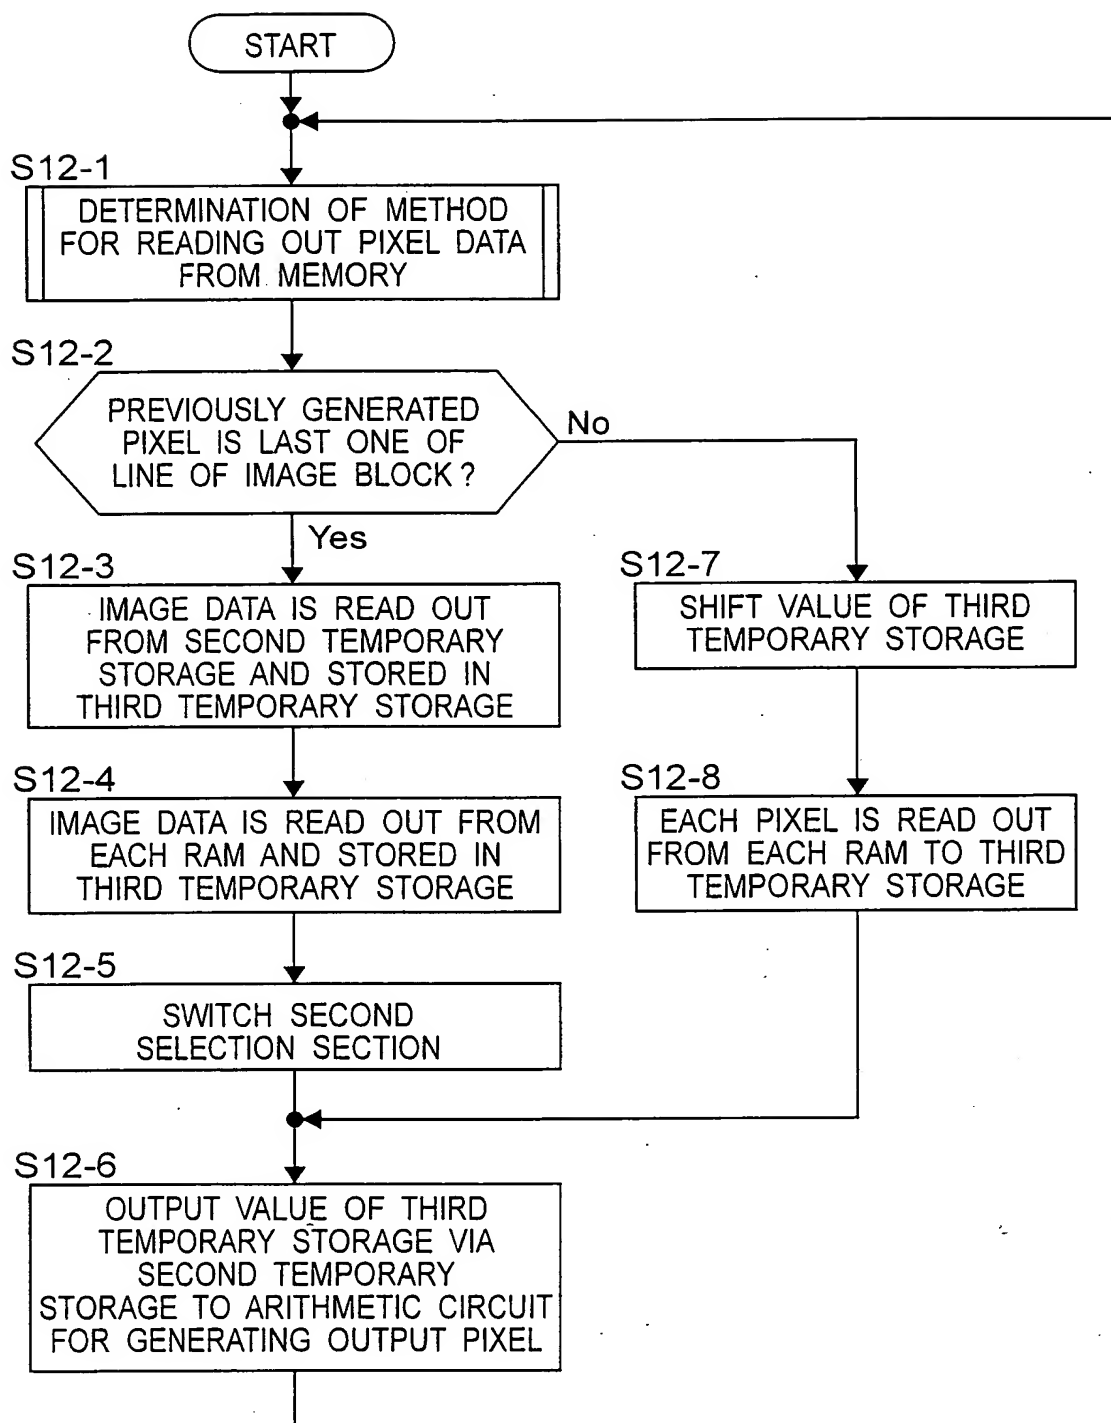 START
S12-1
DETERMINATION OF METHOD
FOR READING OUT PIXEL DATA
FROM MEMORY
S12-2
PREVIOUSLY GENERATED
PIXEL IS LAST ONE OF
LINE OF IMAGE BLOCK?
No
Yes
S12-3
IMAGE DATA IS READ OUT
FROM SECOND TEMPORARY
STORAGE AND STORED IN
THIRD TEMPORARY STORAGE
S12-4
IMAGE DATA IS READ OUT FROM
EACH RAM AND STORED IN
THIRD TEMPORARY STORAGE
S12-5
SWITCH SECOND
SELECTION SECTION
S12-7
SHIFT VALUE OF THIRD
TEMPORARY STORAGE
S12-8
EACH PIXEL IS READ OUT
FROM EACH RAM TO THIRD
TEMPORARY STORAGE
S12-6
OUTPUT VALUE OF THIRD
TEMPORARY STORAGE VIA
SECOND TEMPORARY
STORAGE TO ARITHMETIC CIRCUIT
FOR GENERATING OUTPUT PIXEL